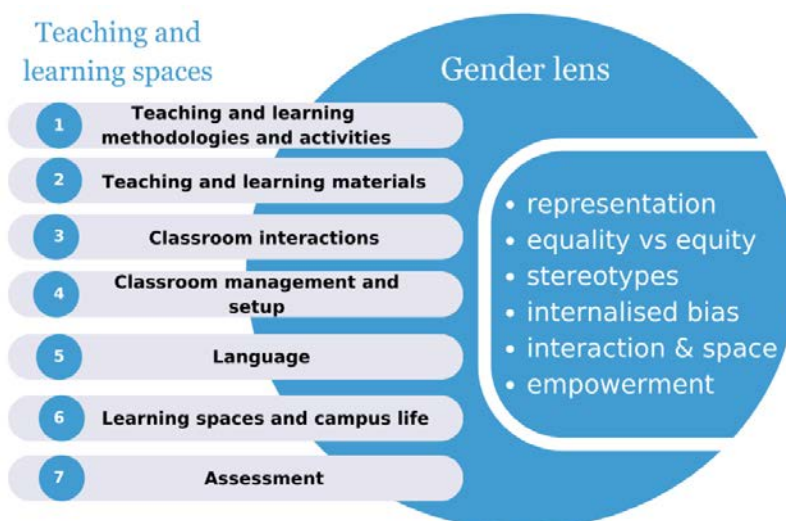 Teaching and
learning spaces
Gender lens
1
Teaching and learning
methodologies and activities
2
Teaching and learning materials
3
Classroom interactions
4
Classroom management and
setup
5
Language
6
Learning spaces and campus life
7
Assessment
• representation
• equality vs equity
• stereotypes
• internalised bias
• interaction & space
• empowerment